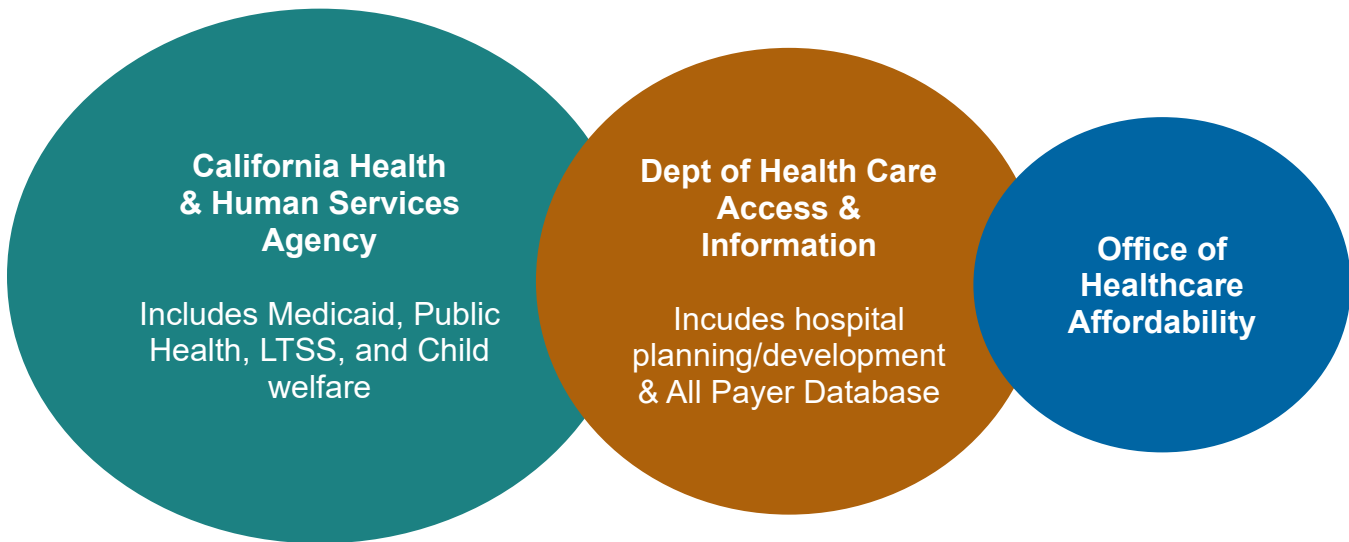 California Health
& Human Services
Agency
Includes Medicaid, Public
Health, LTSS, and Child
welfare
Dept of Health Care
Access &
Information
Incudes hospital
planning/development
& All Payer Database
Office of
Healthcare
Affordability